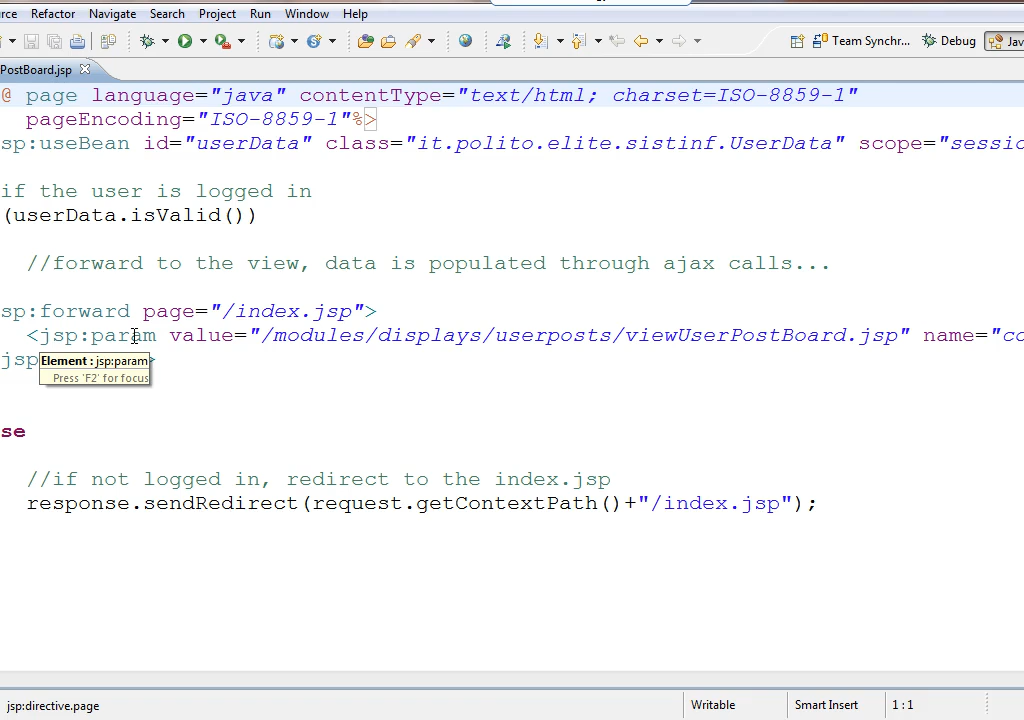 rce Refactor Navigate Search Project Run Window Help
Team Synchr... Debug Jav
PostBoard.jsp
@ page language="java" contentType="text/html; charset=ISO-8859-1"
pageEncoding="ISO-8859-1"%>
sp:useBean id="userData" class="it.polito.elite.sistinf.UserData" scope="sessio
if the user is logged in
(userData.isValid())
//forward to the view, data is populated through ajax calls...
sp:forward page="/index.jsp">
<jsp:param value="/modules/displays/userposts/viewUserPostBoard.jsp" name="co
jsp >
Element : jsp:param
Press 'F2' for focus
se
//if not logged in, redirect to the index.jsp
response.sendRedirect(request.getContextPath()+"/index.jsp");
jsp:directive.page Writable Smart Insert 1 : 1